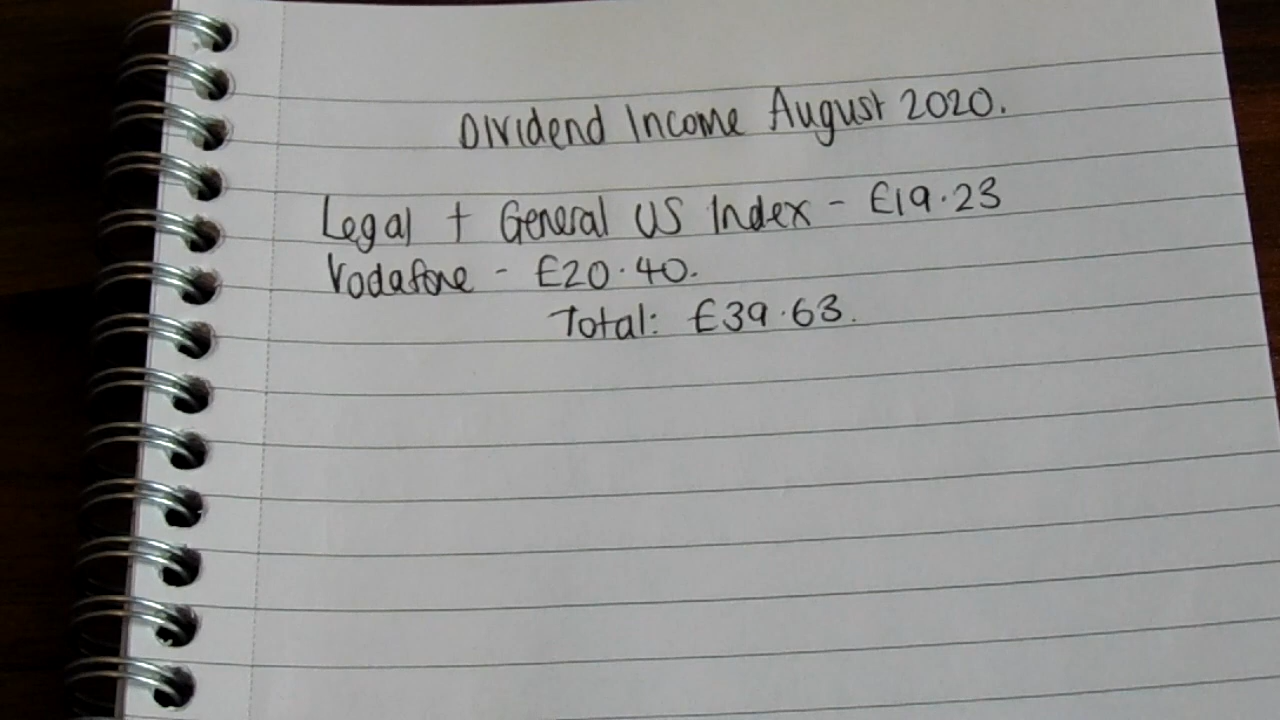 Dividend Income August 2020.
Legal + General US Index - £19.23
Vodafone - £20.40.
Total: £39.63.